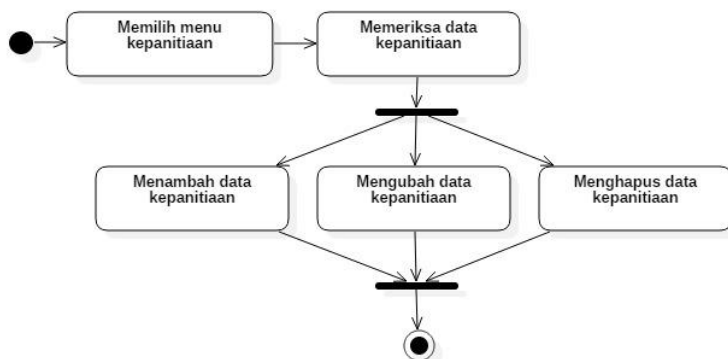 Memilih menu
kepanitiaan
Memeriksa data
kepanitiaan
Menambah data
kepanitiaan
Mengubah data
kepanitiaan
Menghapus data
kepanitiaan